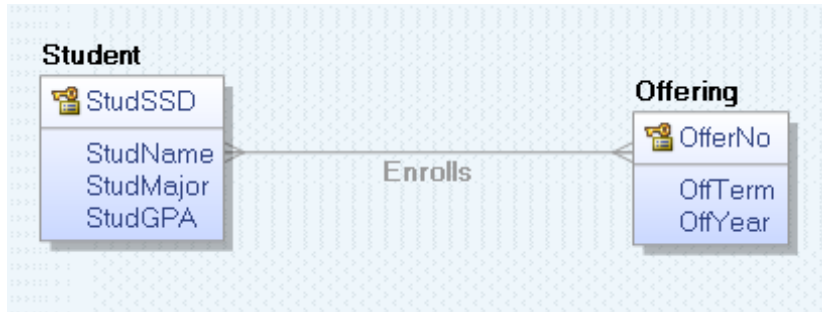 Student
StudSSD
StudName
StudMajor
StudGPA
Enrolls
Offering
OfferNo
OffTerm
OffYear